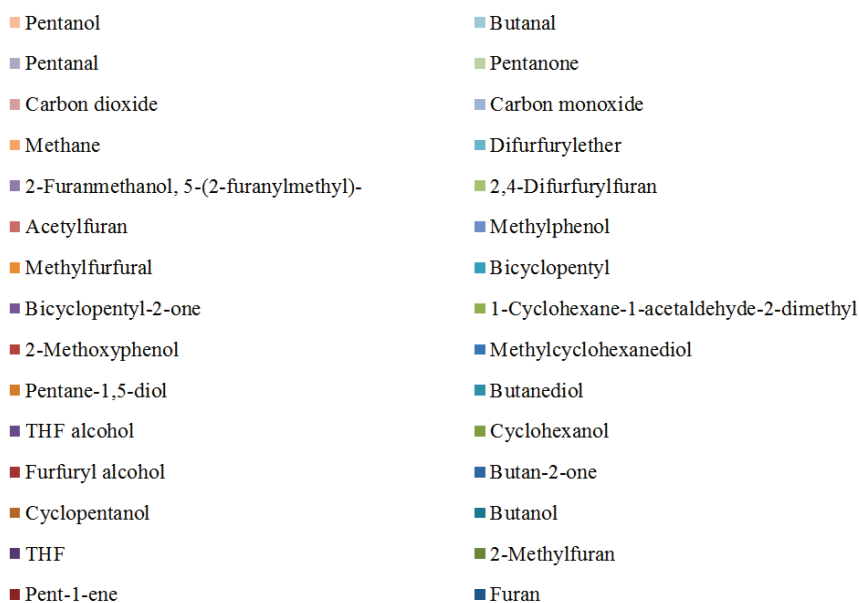 Pentanol
Butanal
Pentanal
Pentanone
Carbon dioxide
Carbon monoxide
Methane
Difurfurylether
2-Furanmethanol, 5-(2-furanylmethyl)-
2,4-Difurfurylfuran
Acetylfuran
Methylphenol
Methylfurfural
Bicyclopentyl
Bicyclopentyl-2-one
1-Cyclohexane-1-acetaldehyde-2-dimethyl
2-Methoxyphenol
Methylcyclohexanediol
Pentane-1,5-diol
Butanediol
THF alcohol
Cyclohexanol
Furfuryl alcohol
Butan-2-one
Cyclopentanol
Butanol
THF
2-Methylfuran
Pent-1-ene
Furan